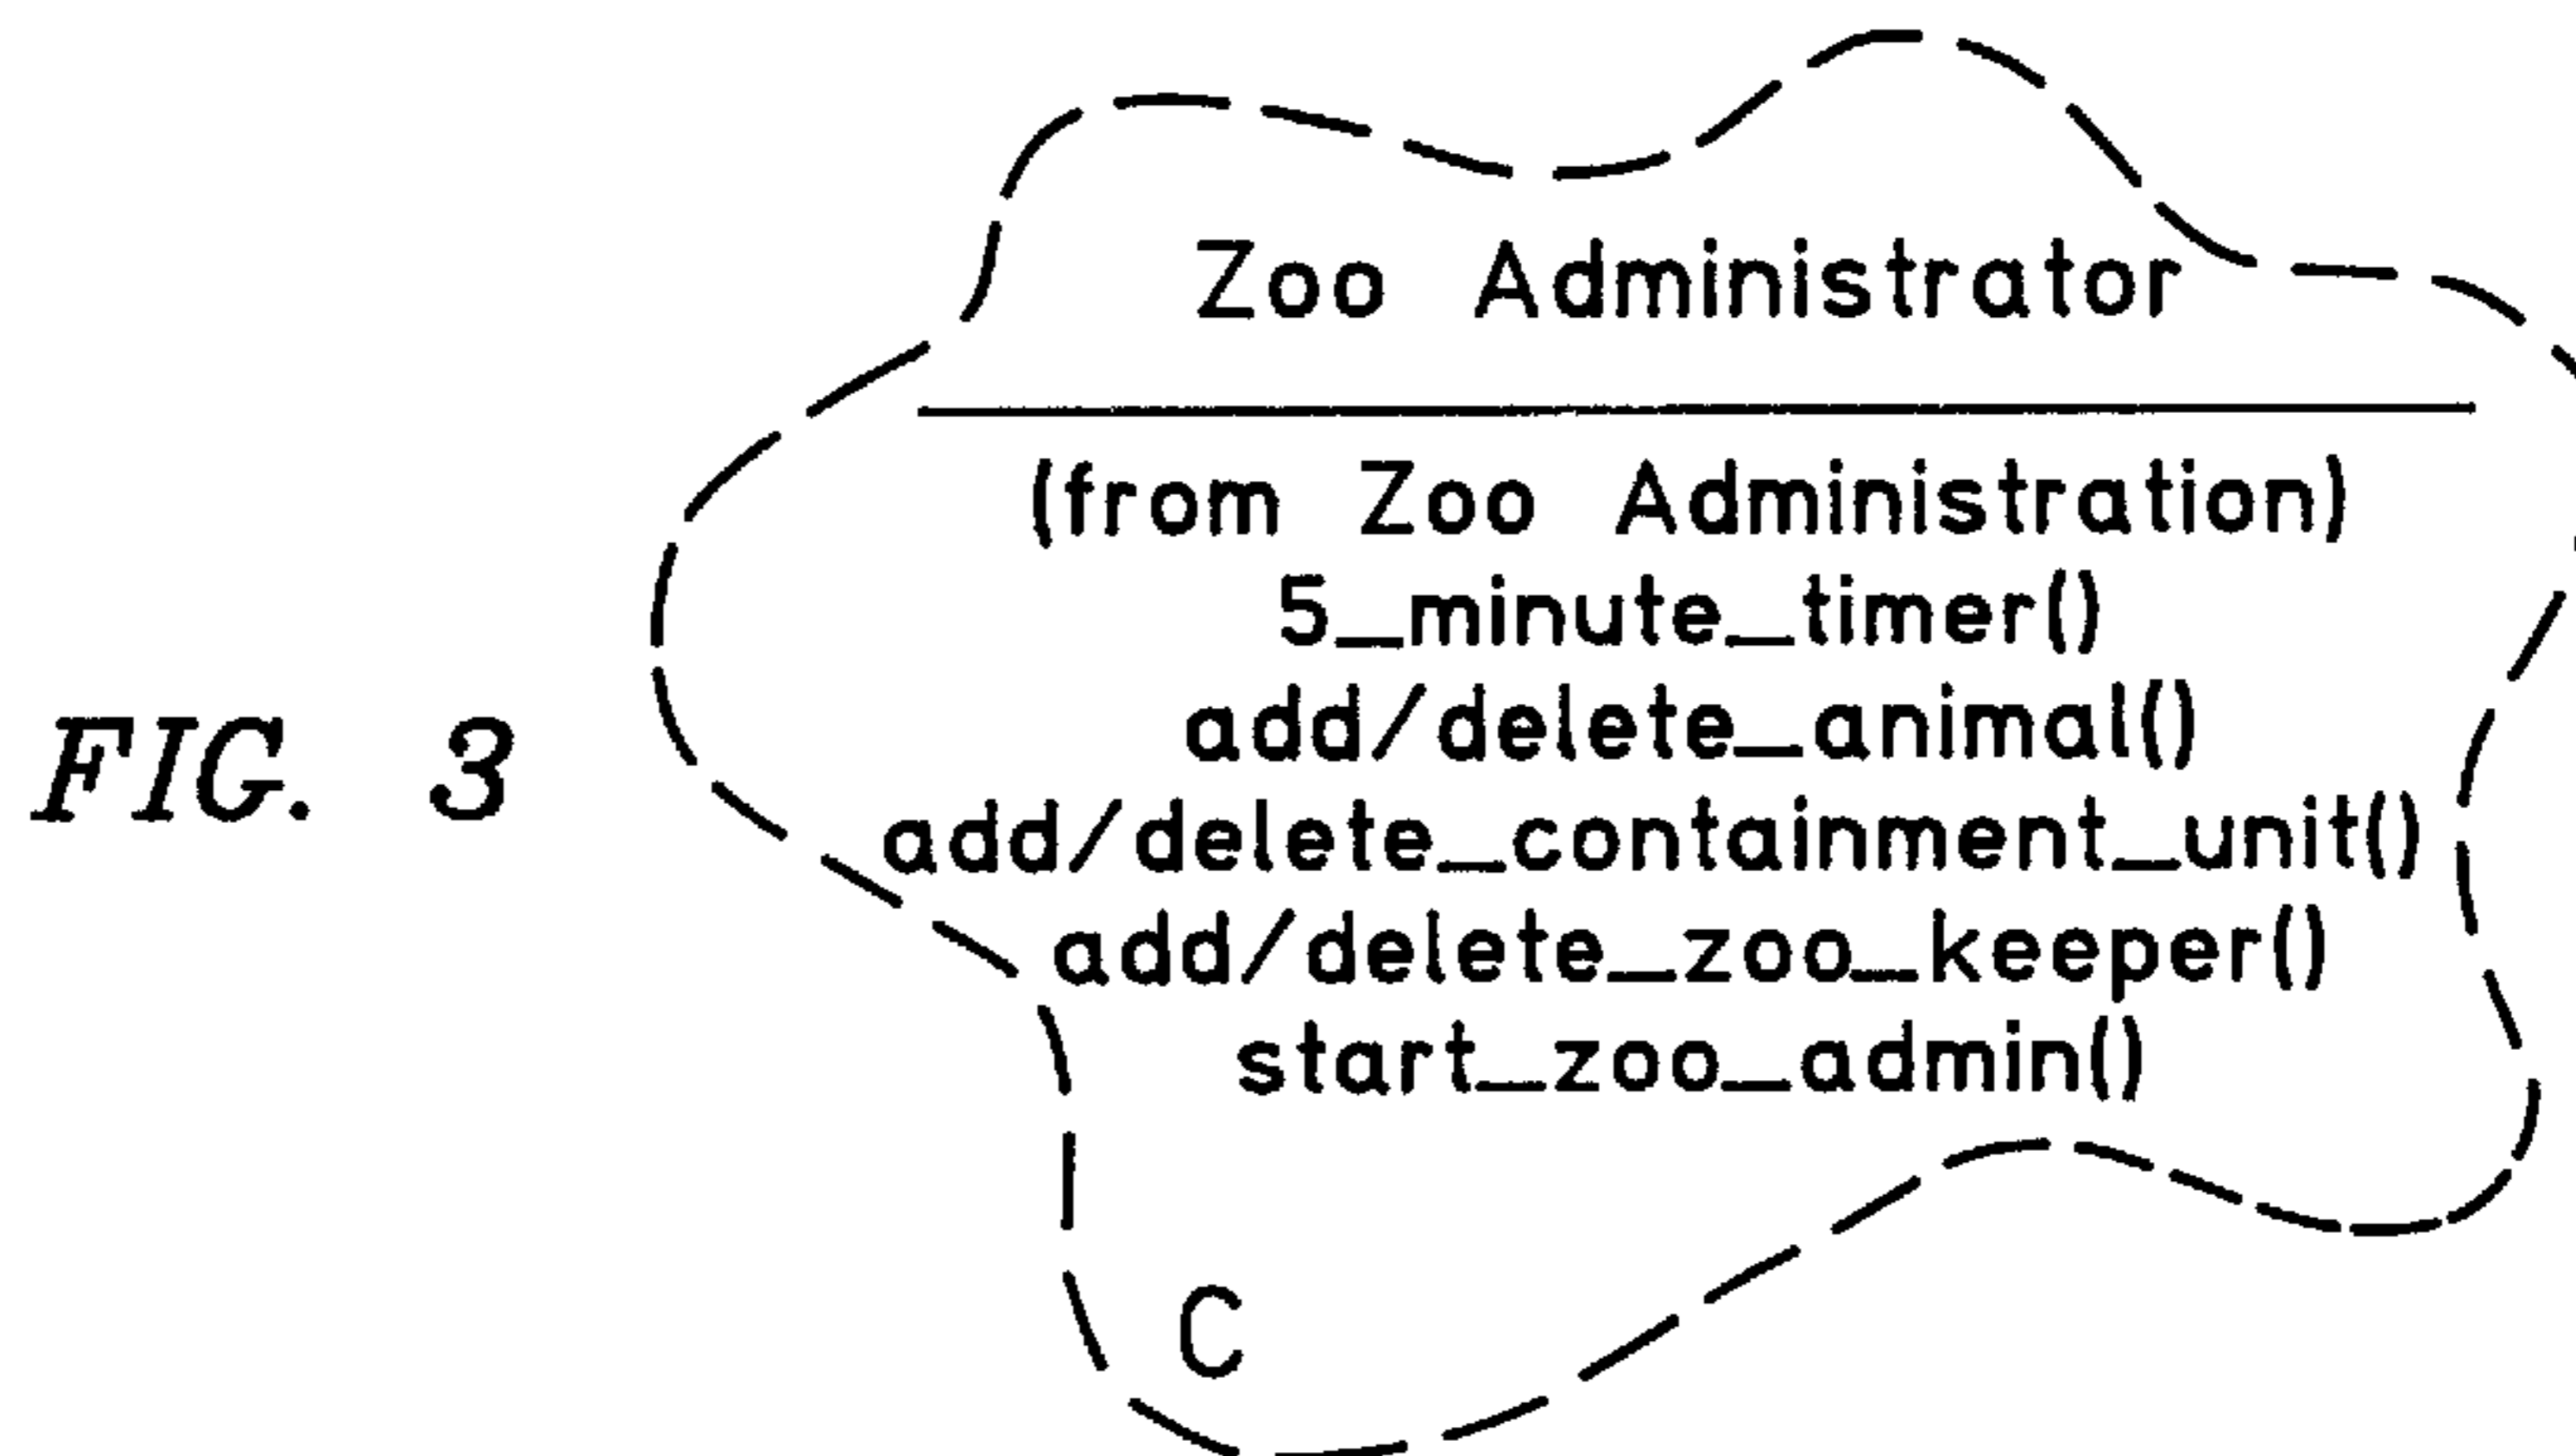 Zoo Administrator
(from Zoo Administration)
5_minute_timer()
add/delete_animal()
add/delete_containment_unit()
add/delete_zoo_keeper()
start_zoo_admin()
C
FIG. 3